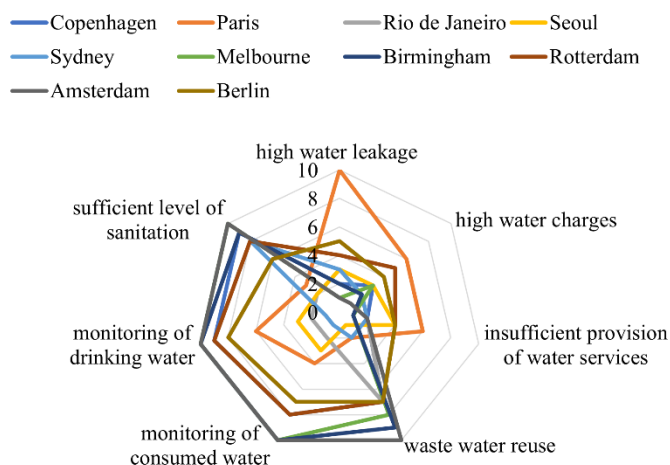 Copenhagen Paris Rio de Janeiro Seoul
Sydney Melbourne Birmingham Rotterdam
Amsterdam Berlin
high water leakage
10
8
6
4
2
0
high water charges
insufficient provision
of water services
waste water reuse
monitoring of
consumed water
monitoring of
drinking water
sufficient level of
sanitation